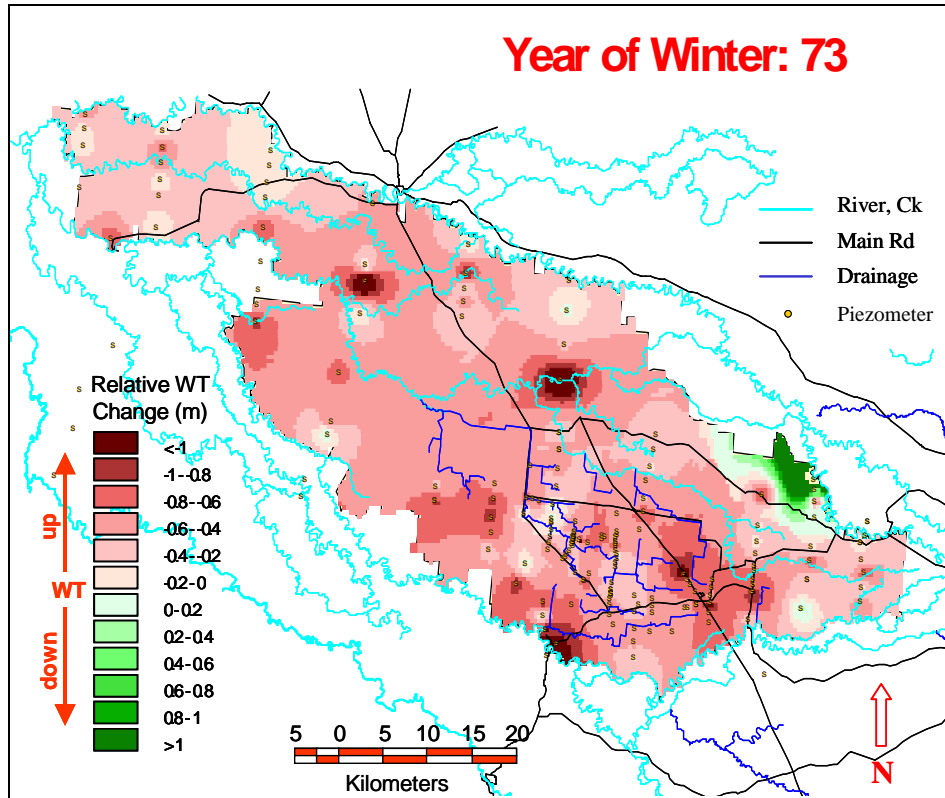 Year of Winter: 73
River, Ck
Main Rd
Drainage
Piezometer
Relative WT
Change (m)
<-1
-1--0.8
-0.8--0.6
-0.6--0.4
-0.4--0.2
-0.2-0
0-0.2
0.2-0.4
0.4-0.6
0.6-0.8
0.8-1
>1
up
WT
down
5 0 5 10 15 20
Kilometers
N